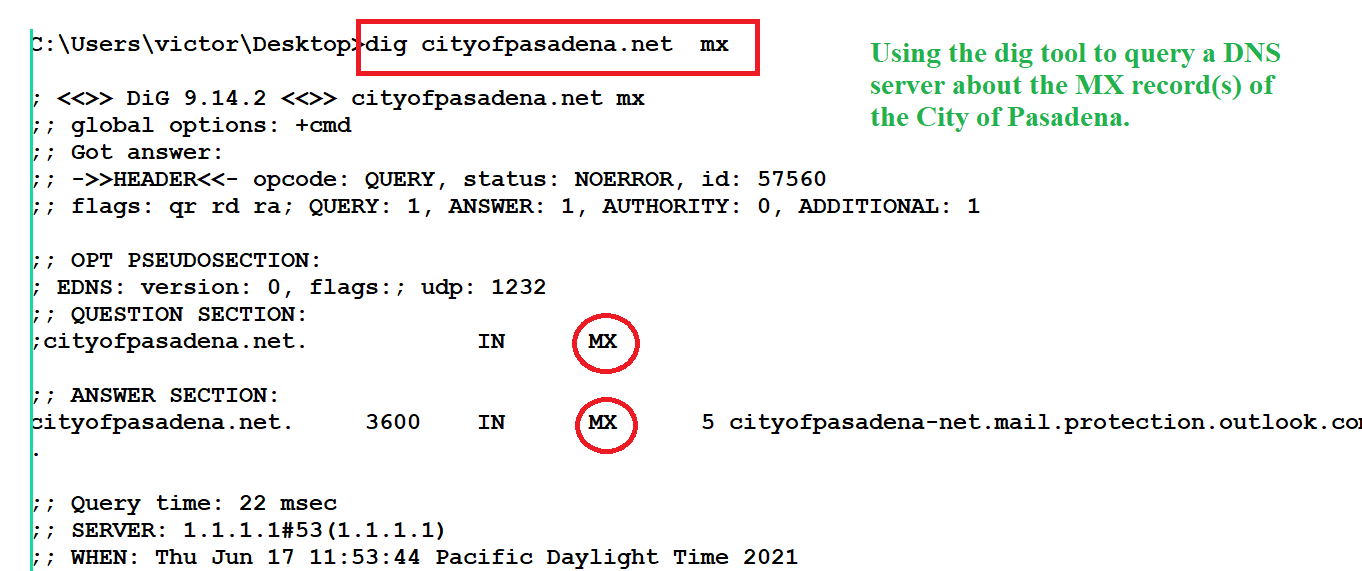 C:\Users\victor\Desktop>dig cityofpasadena.net  mx
Using the dig tool to query a DNS
server about the MX record(s) of
the City of Pasadena.
; <<>> DiG 9.14.2 <<>> cityofpasadena.net mx
;; global options: +cmd
;; Got answer:
;; ->>HEADER<<- opcode: QUERY, status: NOERROR, id: 57560
;; flags: qr rd ra; QUERY: 1, ANSWER: 1, AUTHORITY: 0, ADDITIONAL: 1
;; OPT PSEUDOSECTION:
; EDNS: version: 0, flags:; udp: 1232
;; QUESTION SECTION:
;cityofpasadena.net.            IN      MX
;; ANSWER SECTION:
cityofpasadena.net.     3600    IN      MX      5 cityofpasadena-net.mail.protection.outlook.com
.
;; Query time: 22 msec
;; SERVER: 1.1.1.1#53(1.1.1.1)
;; WHEN: Thu Jun 17 11:53:44 Pacific Daylight Time 2021